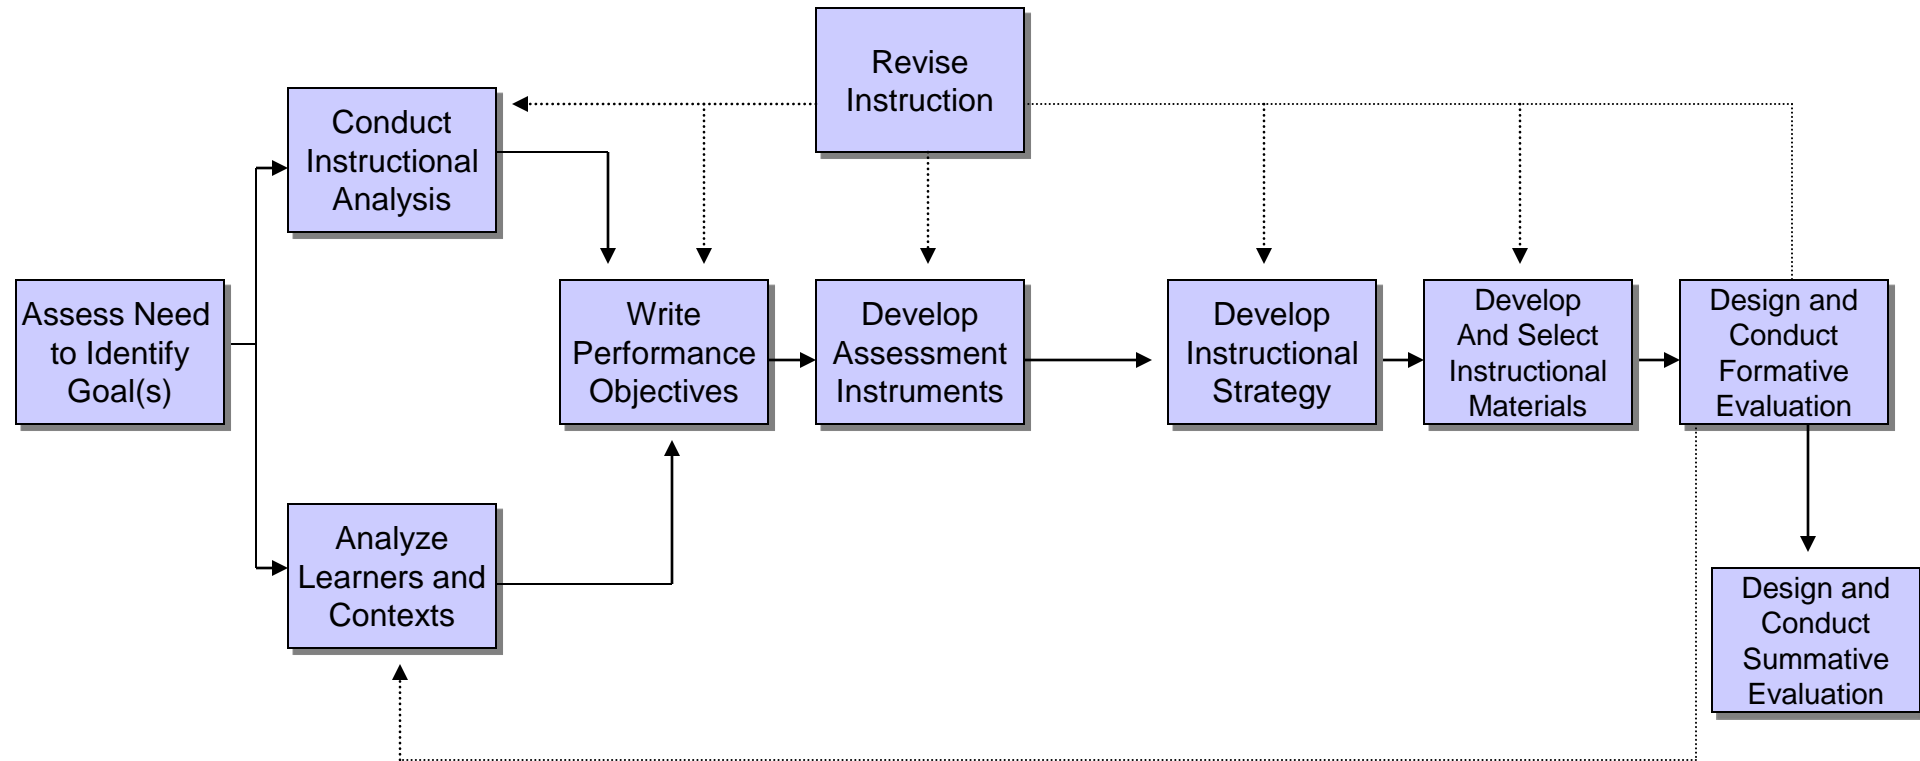 Revise
Instruction
Conduct
Instructional
Analysis
Assess Need
to Identify
Goal(s)
Write
Performance
Objectives
Develop
Assessment
Instruments
Develop
Instructional
Strategy
Develop
And Select
Instructional
Materials
Design and
Conduct
Formative
Evaluation
Analyze
Learners and
Contexts
Design and
Conduct
Summative
Evaluation